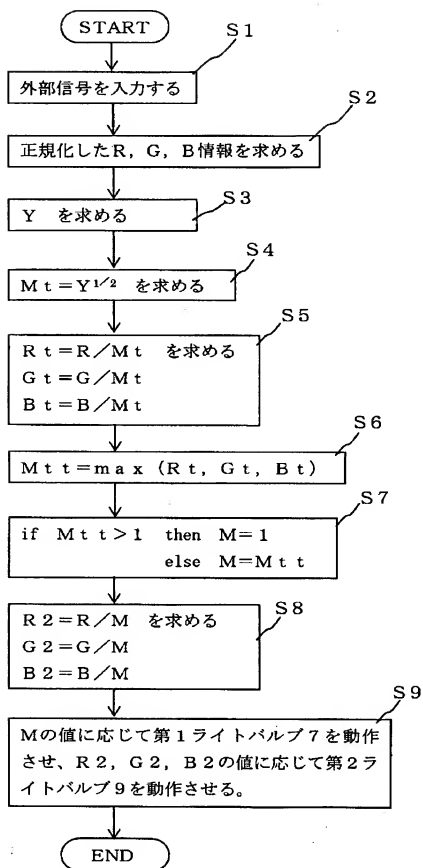 START
S1
外部信号を入力する
S2
正規化したR，G，B情報を求める
S3
Y を求める
S4
Mt=Y1/2 を求める
S5
Rt=R/Mt を求める
Gt=G/Mt
Bt=B/Mt
S6
Mtt=max（Rt，Gt，Bt）
S7
if Mtt>1 then M=1
else M=Mtt
S8
R2=R/M を求める
G2=G/M
B2=B/M
S9
Mの値に応じて第1ライトバルブ7を動作
させ、R2，G2，B2の値に応じて第2ラ
イトバルブ9を動作させる。
END